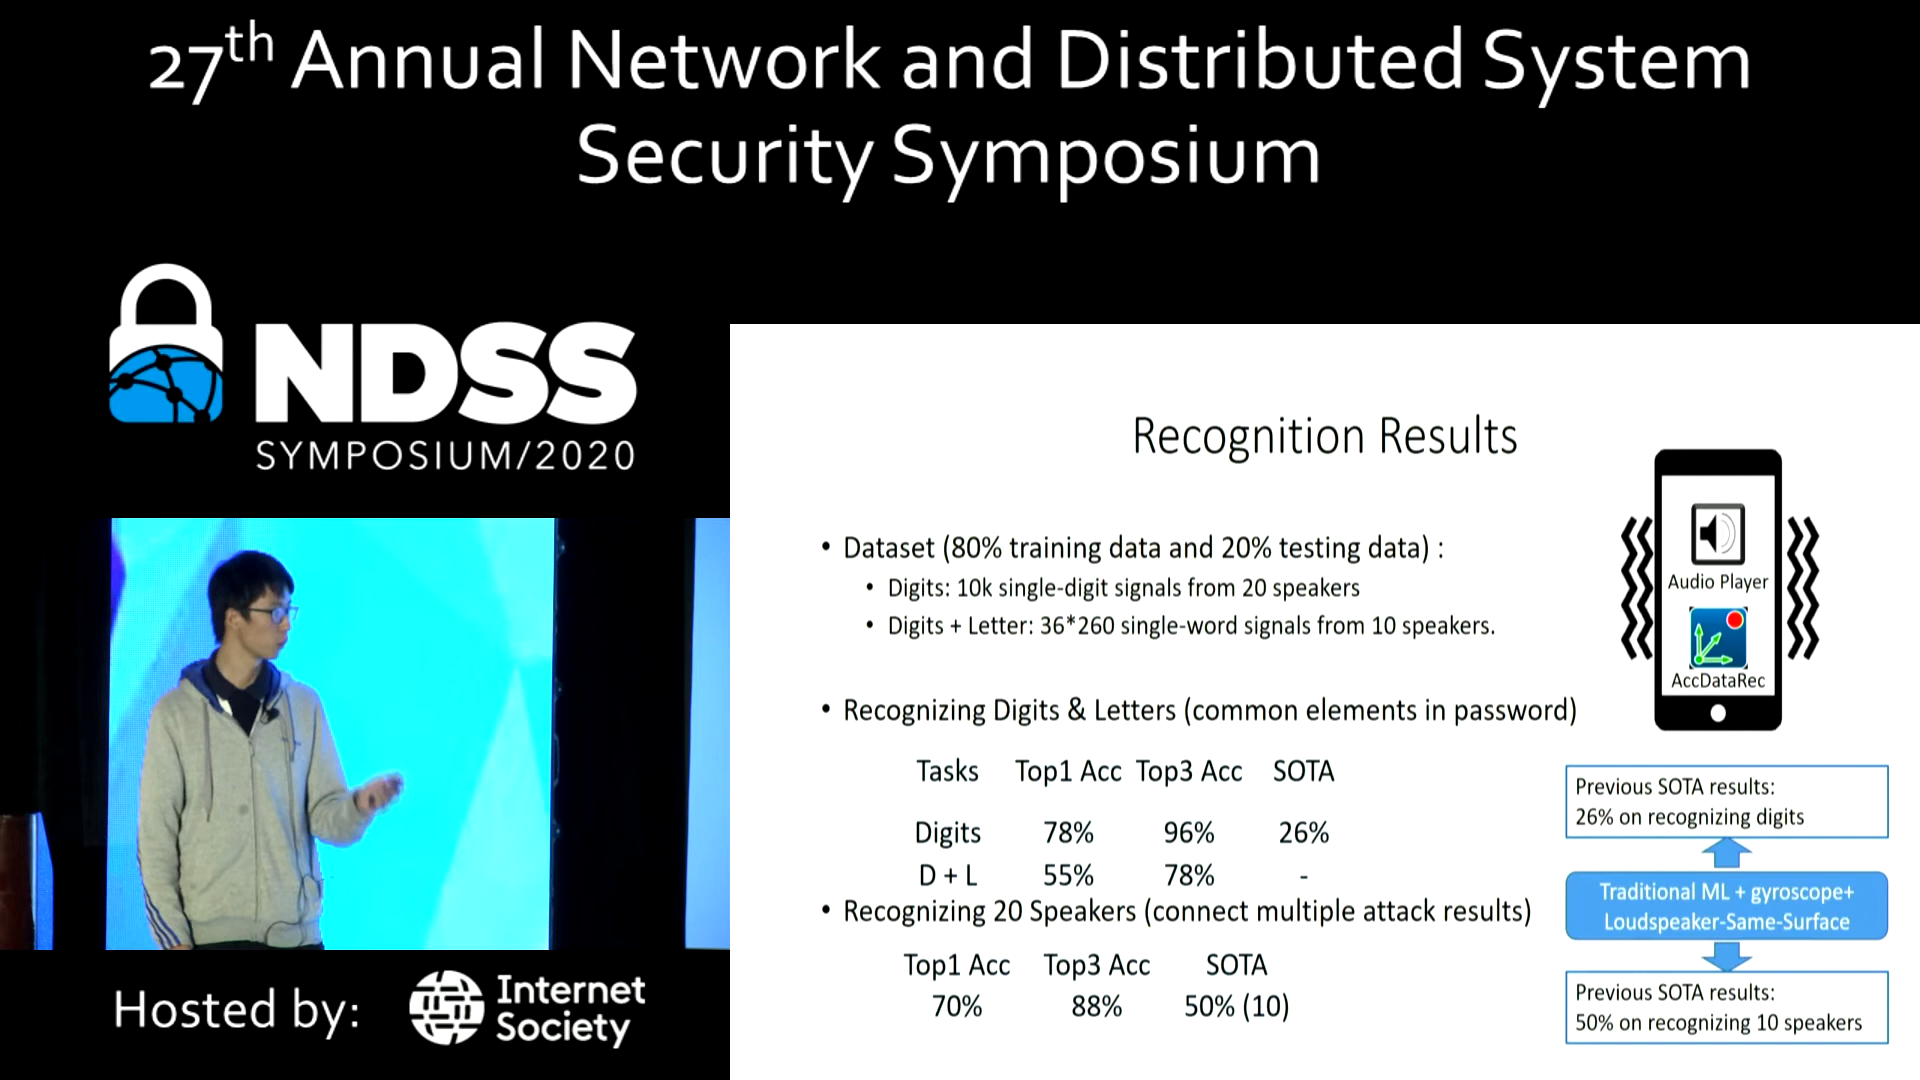 27th Annual Network and Distributed System
Security Symposium
NDSS
SYMPOSIUM/2020
Recognition Results
• Dataset (80% training data and 20% testing data) :
• Digits: 10k single-digit signals from 20 speakers
• Digits + Letter: 36*260 single-word signals from 10 speakers.
Audio Player
AccDataRec
• Recognizing Digits & Letters (common elements in password)
Tasks Top1 Acc Top3 Acc SOTA
Digits 78% 96% 26%
D + L 55% 78% -
• Recognizing 20 Speakers (connect multiple attack results)
Top1 Acc Top3 Acc SOTA
70% 88% 50% (10)
Previous SOTA results:
26% on recognizing digits
Traditional ML + gyroscope+
Loudspeaker-Same-Surface
Previous SOTA results:
50% on recognizing 10 speakers
Hosted by:
Internet
Society